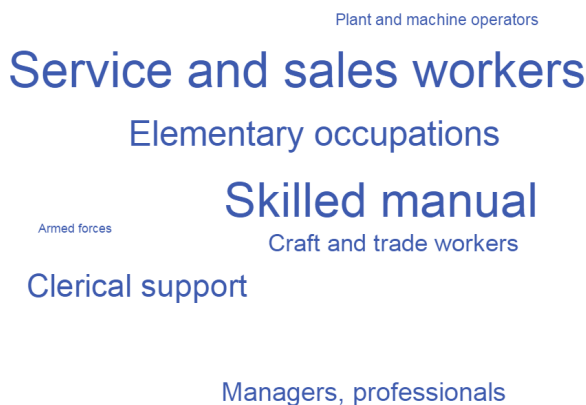 Plant and machine operators
Service and sales workers
Elementary occupations
Skilled manual
Armed forces
Craft and trade workers
Clerical support
Managers, professionals